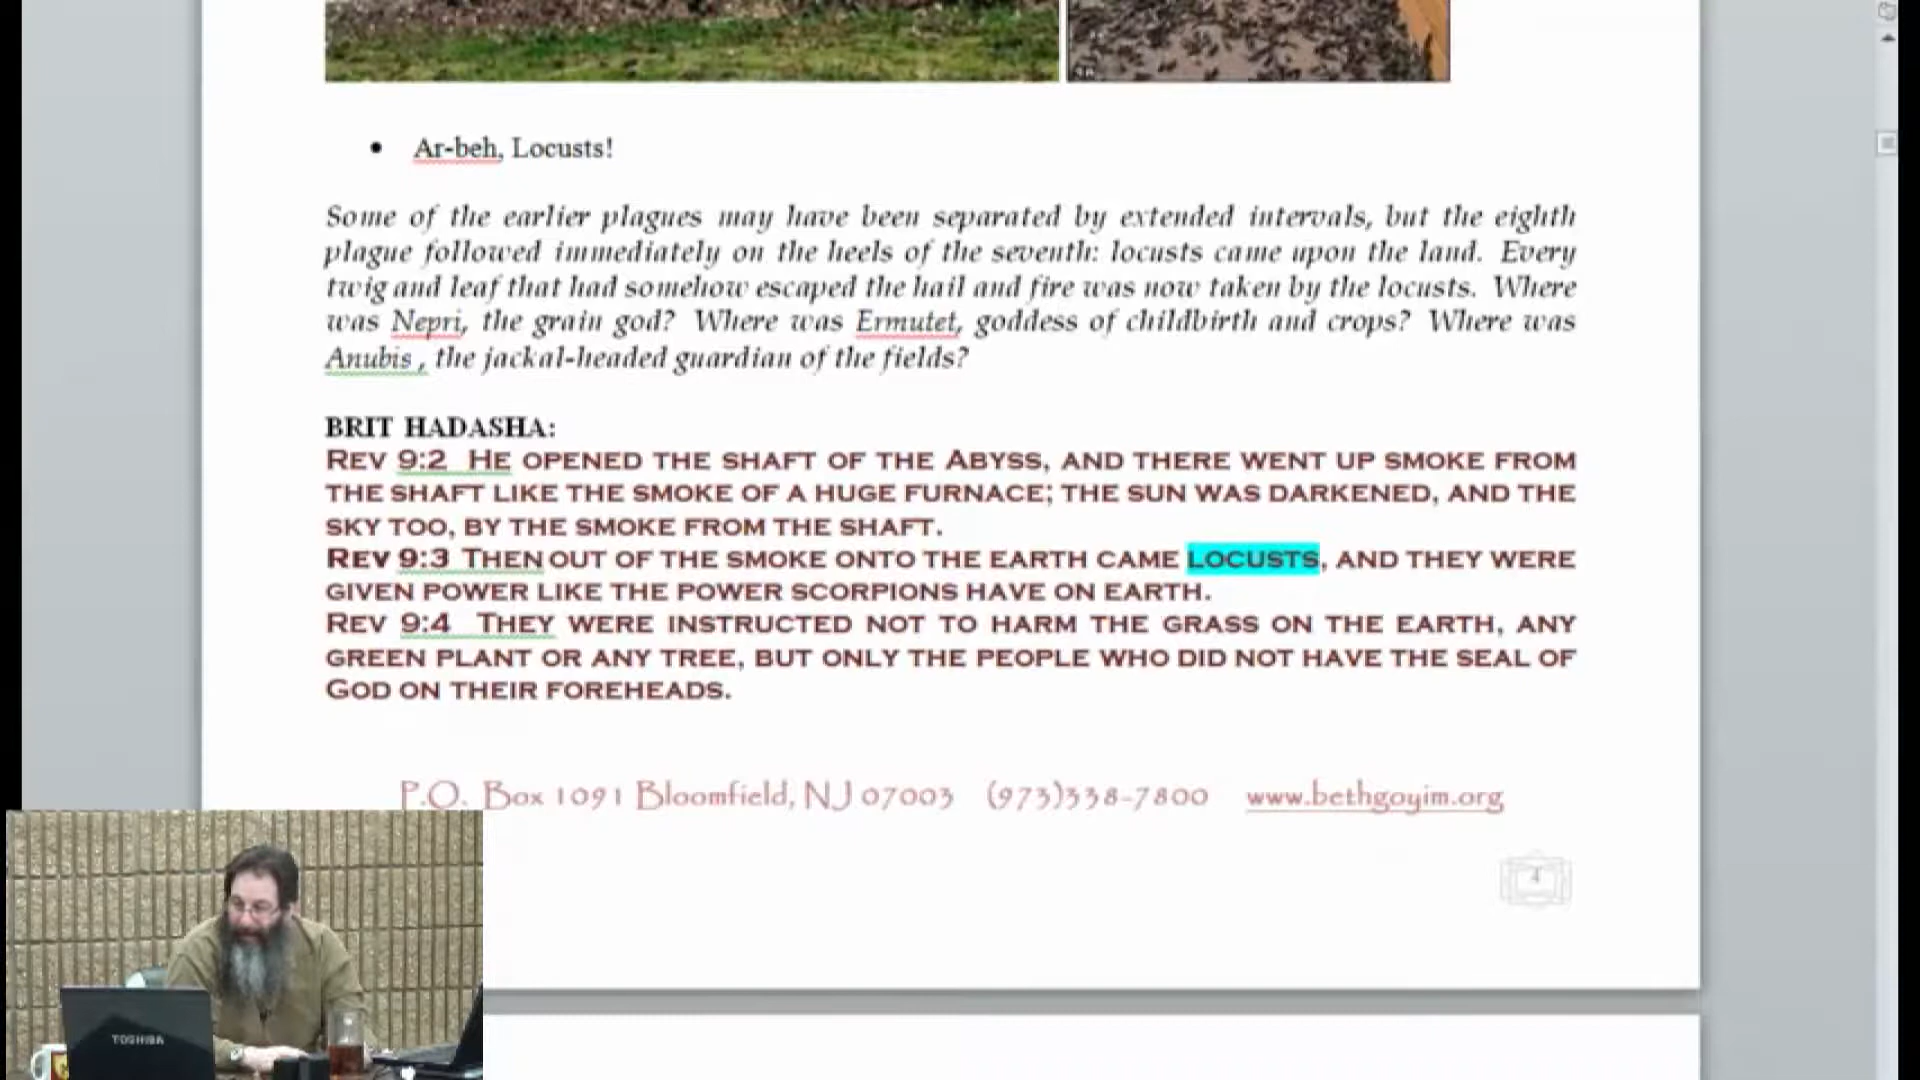 • Ar-beh, Locusts!
Some of the earlier plagues may have been separated by extended intervals, but the eighth
plague followed immediately on the heels of the seventh: locusts came upon the land. Every
twig and leaf that had somehow escaped the hail and fire was now taken by the locusts. Where
was Nepri, the grain god? Where was Ermutet, goddess of childbirth and crops? Where was
Anubis , the jackal-headed guardian of the fields?
BRIT HADASHA:
REV 9:2 HE OPENED THE SHAFT OF THE ABYSS, AND THERE WENT UP SMOKE FROM
THE SHAFT LIKE THE SMOKE OF A HUGE FURNACE; THE SUN WAS DARKENED, AND THE
SKY TOO, BY THE SMOKE FROM THE SHAFT.
REV 9:3 THEN OUT OF THE SMOKE ONTO THE EARTH CAME LOCUSTS, AND THEY WERE
GIVEN POWER LIKE THE POWER SCORPIONS HAVE ON EARTH.
REV 9:4 THEY WERE INSTRUCTED NOT TO HARM THE GRASS ON THE EARTH, ANY
GREEN PLANT OR ANY TREE, BUT ONLY THE PEOPLE WHO DID NOT HAVE THE SEAL OF
GOD ON THEIR FOREHEADS.
P.O. Box 1091 Bloomfield, NJ 07003 (973)338-7800 www.bethgoyim.org
4
TOSHIBA